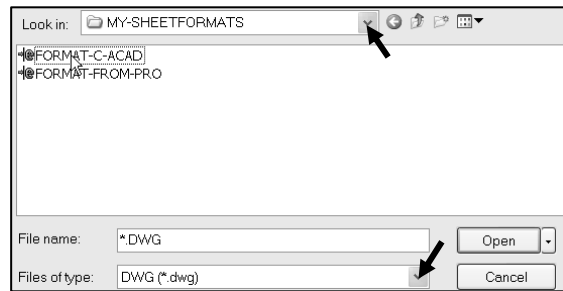 Look in: MY-SHEETFORMATS
FORMAT-C-ACAD
FORMAT-FROM-PRO
File name: *.DWG Open
Files of type: DWG (*.dwg) Cancel